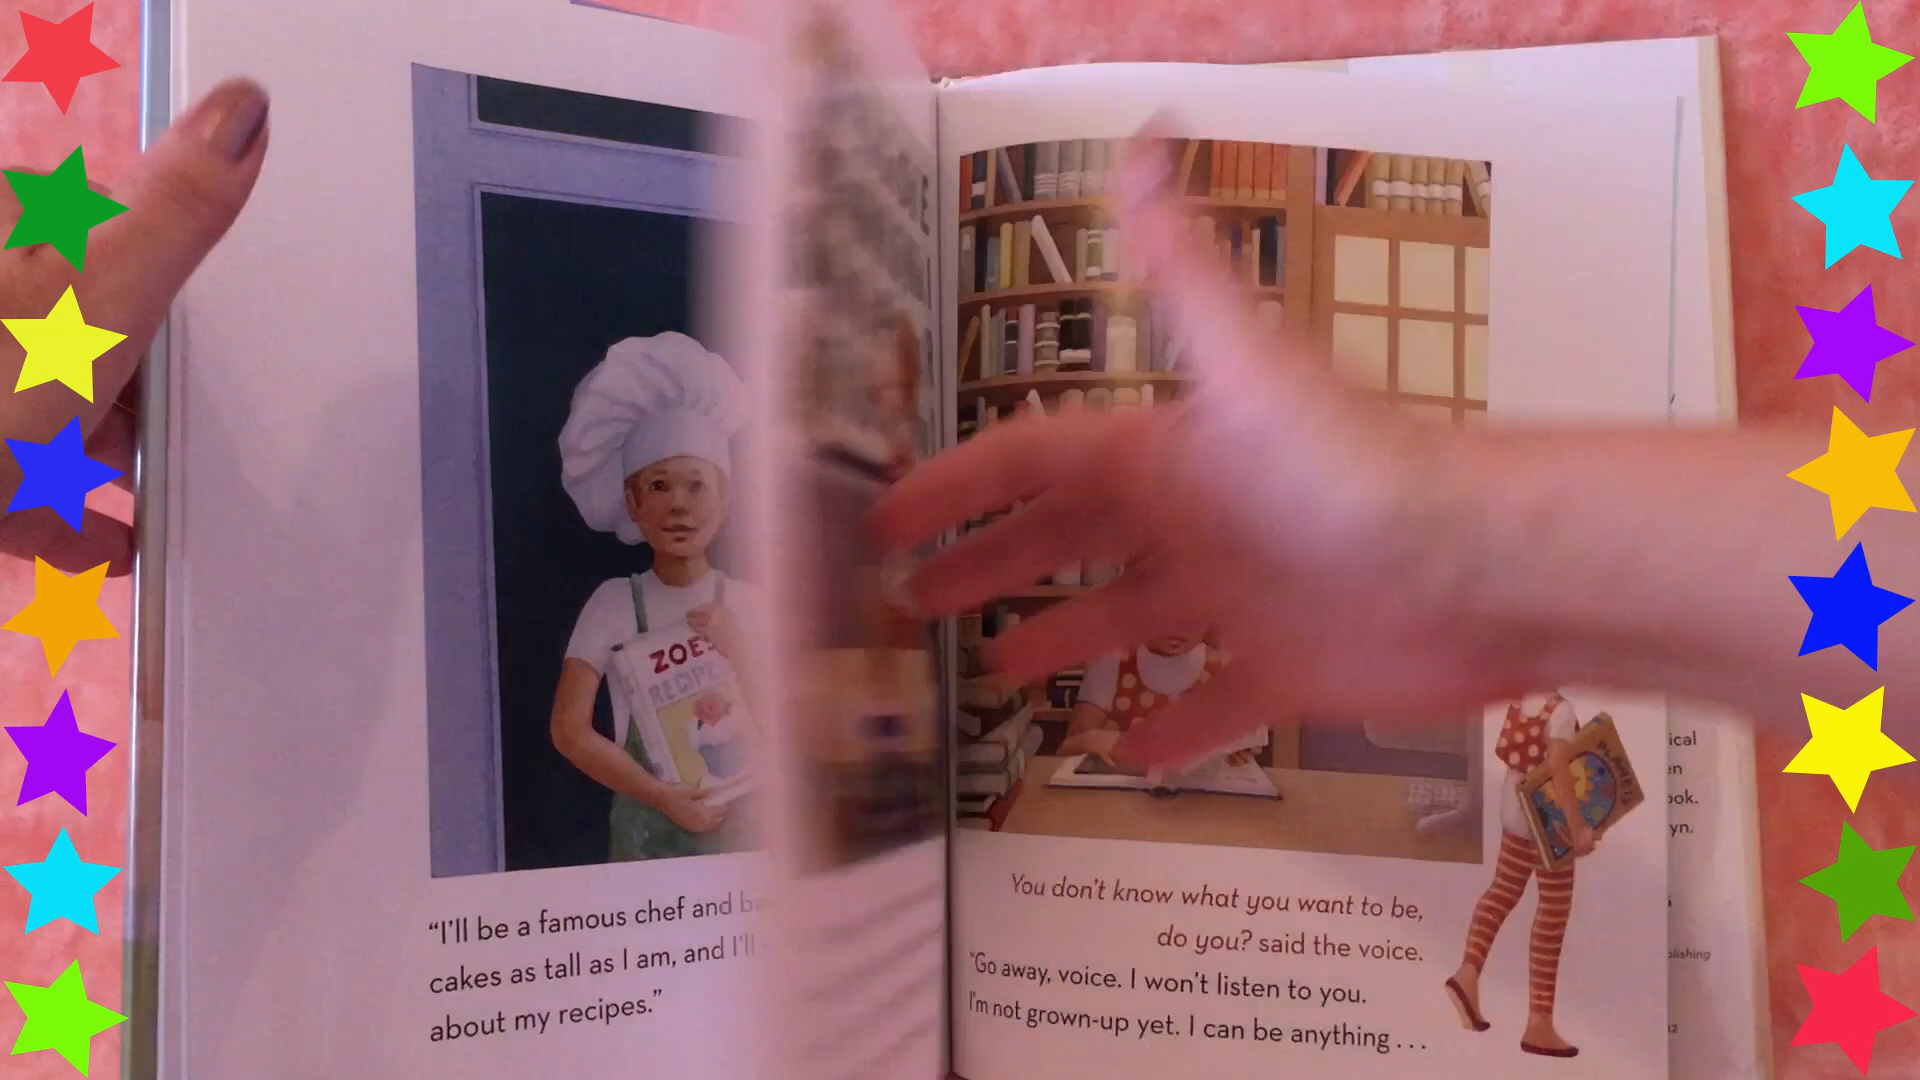 ZOE'S
RECIPE
"I'll be a famous chef and
cakes as tall as I am, and I'll
about my recipes."
PLANETS
You don't know what you want to be,
do you? said the voice.
"Go away, voice. I won't listen to you.
I'm not grown-up yet. I can be anything . . .